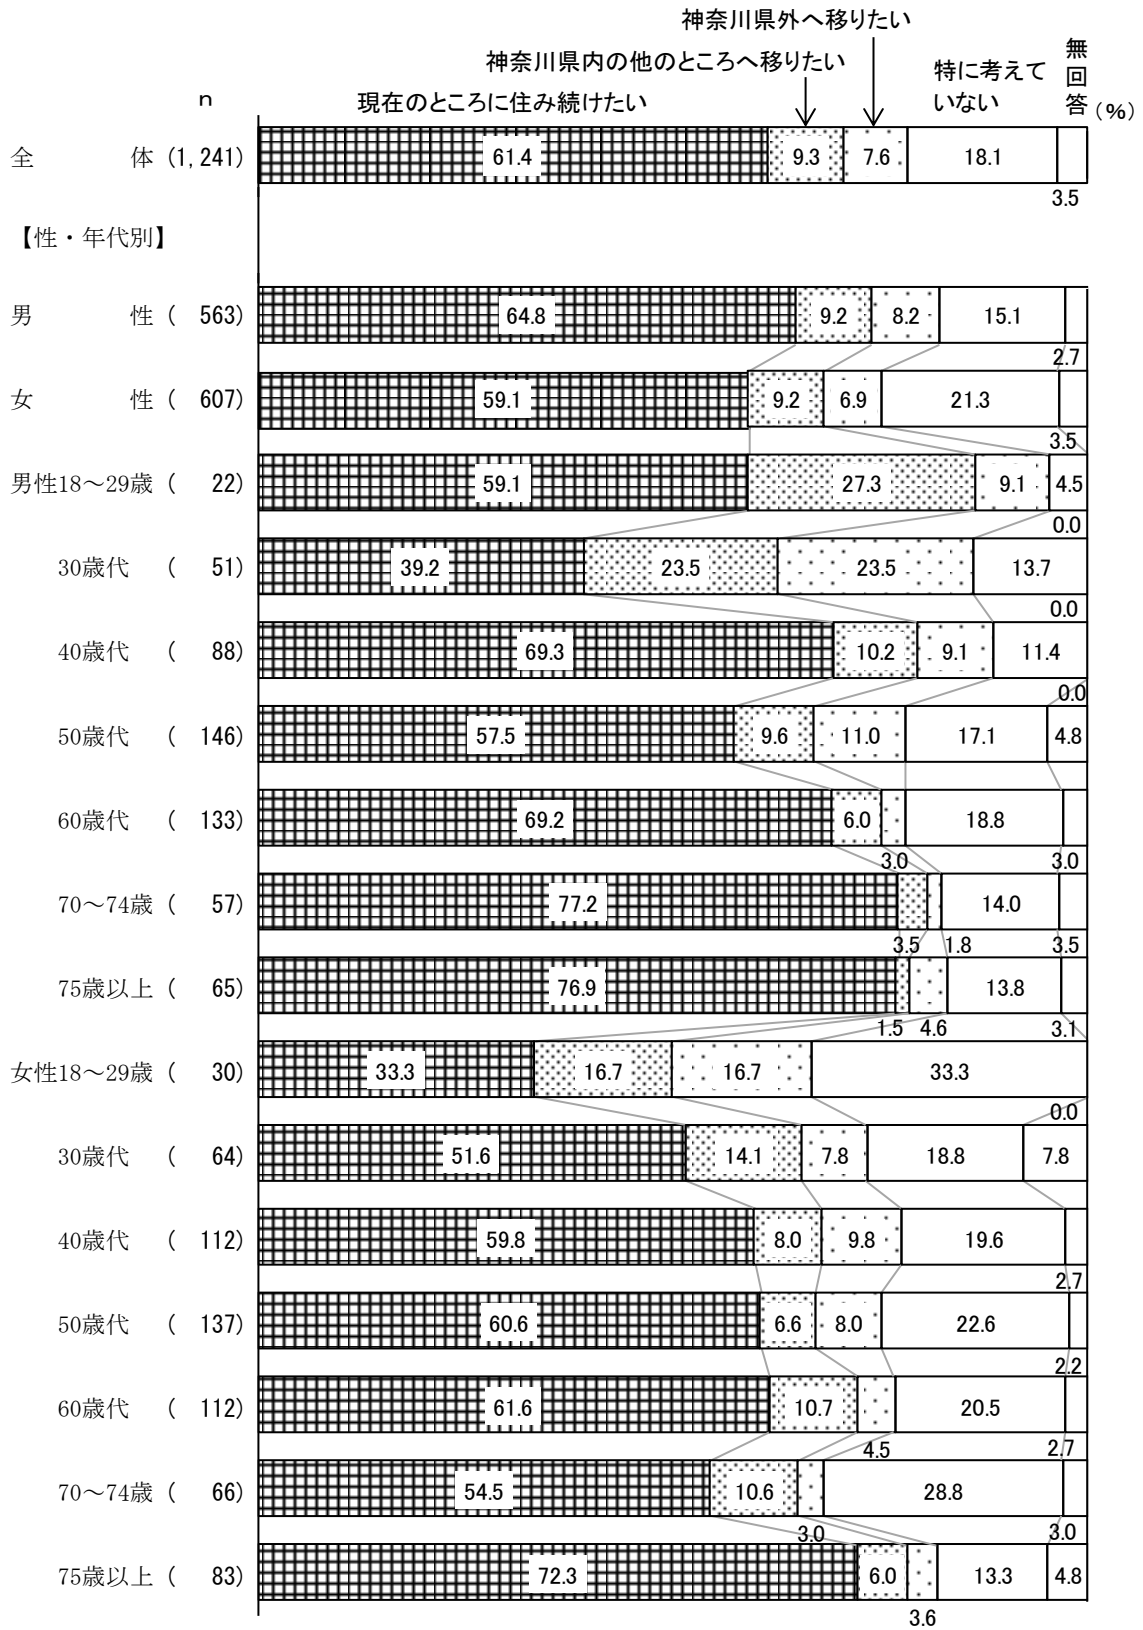 神奈川県外へ移りたい
神奈川県内の他のところへ移りたい
特に考えて
いない
無回答
n
現在のところに住み続けたい
(%)
全体 (1,241) 61.4 9.3 7.6 18.1
3.5
【性・年代別】
男性 ( 563) 64.8 9.2 8.2 15.1
2.7
女性 ( 607) 59.1 9.2 6.9 21.3
3.5
男性18～29歳 ( 22) 59.1 27.3 9.1 4.5
0.0
30歳代 ( 51) 39.2 23.5 23.5 13.7
0.0
40歳代 ( 88) 69.3 10.2 9.1 11.4
0.0
50歳代 ( 146) 57.5 9.6 11.0 17.1 4.8
60歳代 ( 133) 69.2 6.0 18.8
3.0 3.0
70～74歳 ( 57) 77.2 14.0
3.5 1.8 3.5
75歳以上 ( 65) 76.9 13.8
1.5 4.6 3.1
女性18～29歳 ( 30) 33.3 16.7 16.7 33.3
0.0
30歳代 ( 64) 51.6 14.1 7.8 18.8 7.8
40歳代 ( 112) 59.8 8.0 9.8 19.6
2.7
50歳代 ( 137) 60.6 6.6 8.0 22.6
2.2
60歳代 ( 112) 61.6 10.7 20.5
4.5 2.7
70～74歳 ( 66) 54.5 10.6 28.8
3.0 3.0
75歳以上 ( 83) 72.3 6.0 13.3 4.8
3.6